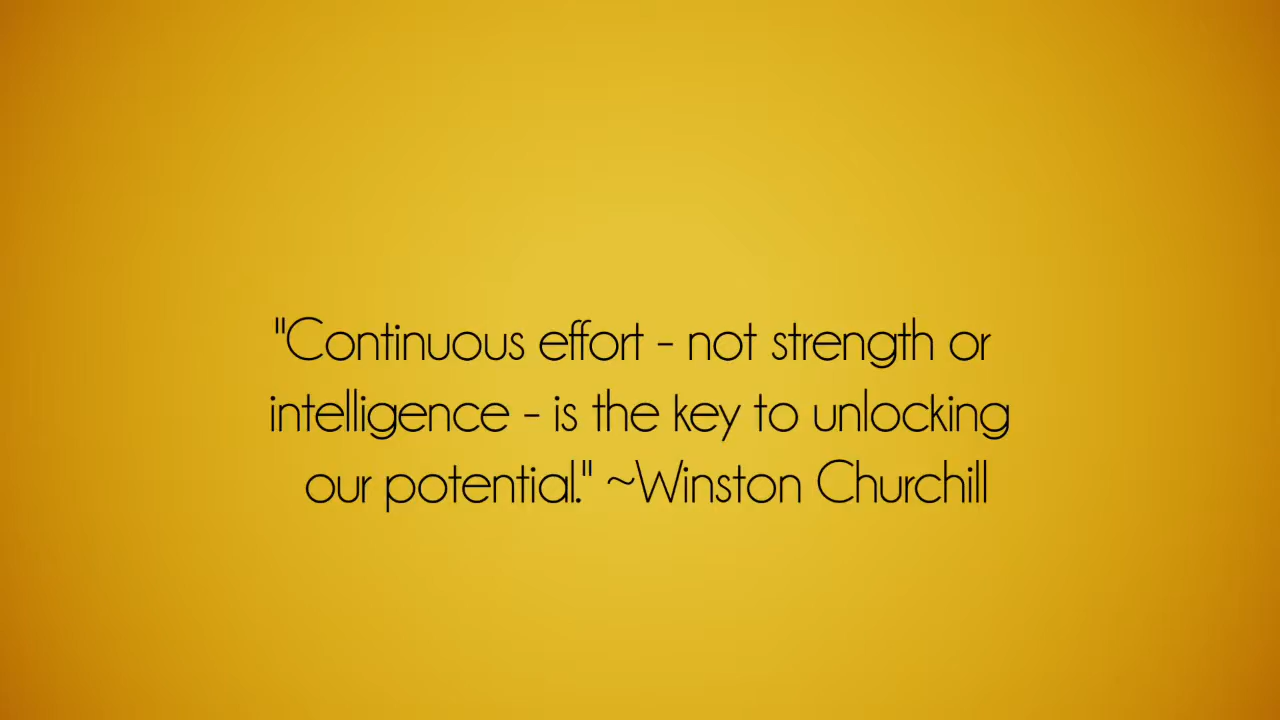 "Continuous effort - not strength or
intelligence - is the key to unlocking
our potential." ~Winston Churchill